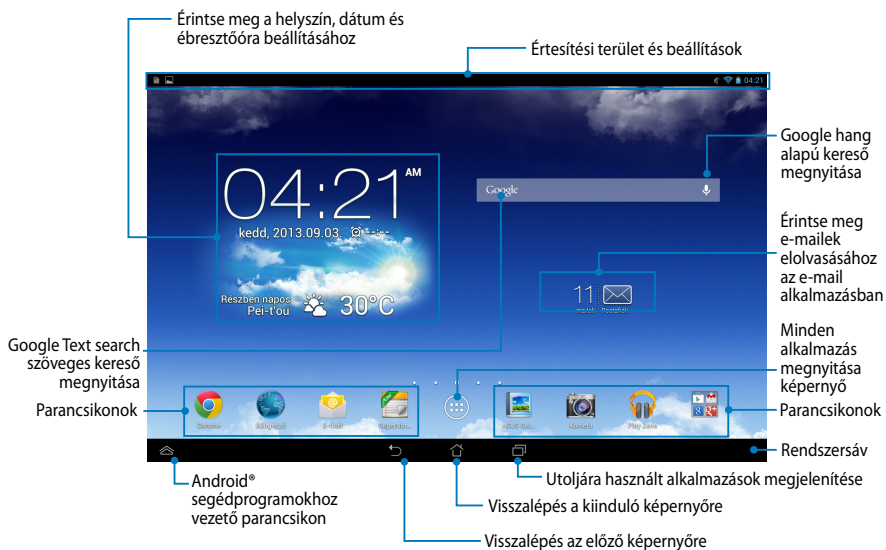 Érintse meg a helyszín, dátum és
ébresztőóra beállításához
Értesítési terület és beállítások
04:21
Google hang
alapú kereső
megnyitása
04:21
AM
kedd, 2013.09.03.
--:--
Részben napos
Pei-t'ou
30°C
Google
Érintse meg
e-mailek
elolvasásához
az e-mail
alkalmazásban
11
Google Text search
szöveges kereső
megnyitása
Minden
alkalmazás
megnyitása
képernyő
Parancsikonok
Chrome
Böngésző
E-mail
Kamera
Play Zene
Parancsikonok
Rendszersáv
Android®
segédprogramokhoz
vezető parancsikon
Utoljára használt alkalmazások megjelenítése
Visszalépés a kiinduló képernyőre
Visszalépés az előző képernyőre